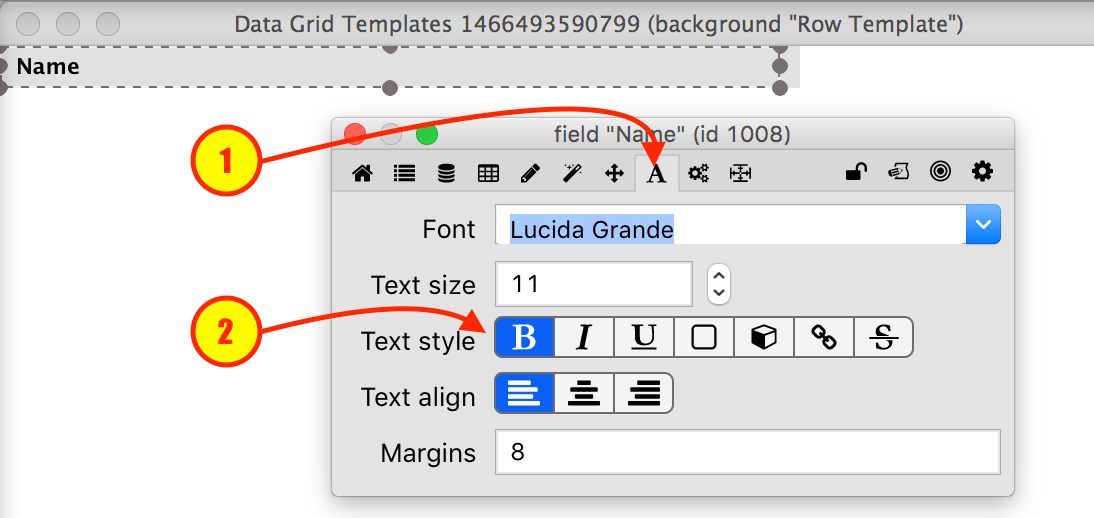 Data Grid Templates 1466493590799 (background "Row Template")
Name
1
field "Name" (id 1008)
A
Font Lucida Grande
Text size 11
2
Text style B I U S
Text align
Margins 8